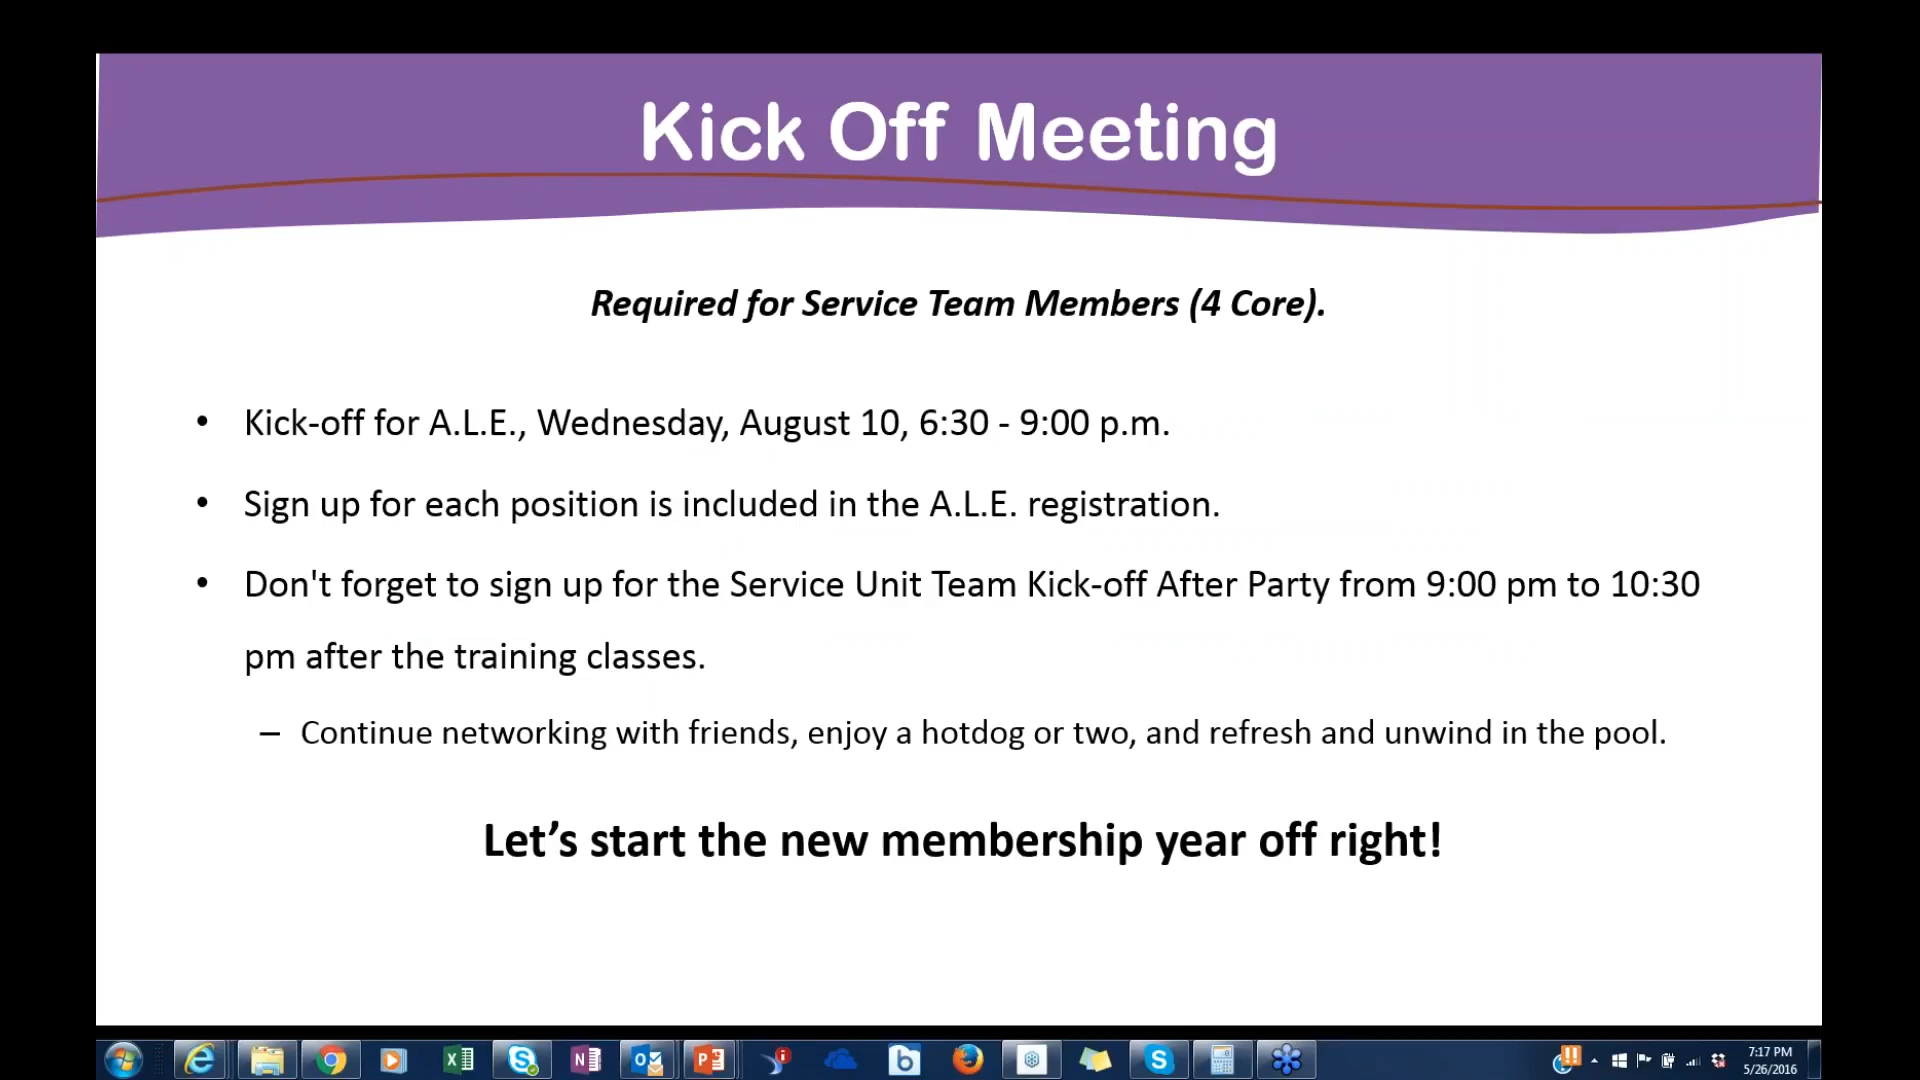 Kick Off Meeting
Required for Service Team Members (4 Core).
• Kick-off for A.L.E., Wednesday, August 10, 6:30 - 9:00 p.m.
• Sign up for each position is included in the A.L.E. registration.
• Don't forget to sign up for the Service Unit Team Kick-off After Party from 9:00 pm to 10:30
pm after the training classes.
– Continue networking with friends, enjoy a hotdog or two, and refresh and unwind in the pool.
Let’s start the new membership year off right!
7:17 PM
5/26/2016